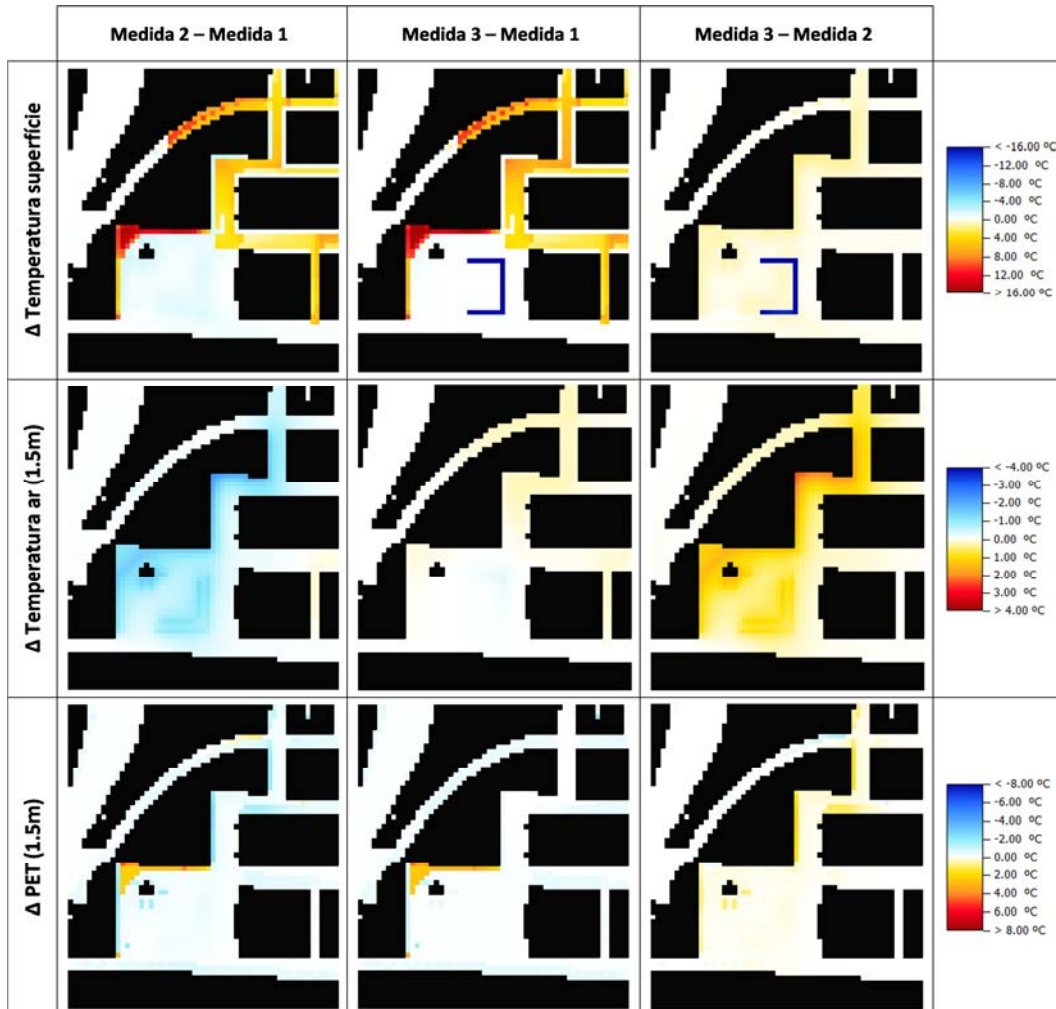 Medida 2 – Medida 1
Medida 3 – Medida 1
Medida 3 – Medida 2
Δ Temperatura superfície
< -16.00 ºC
-12.00 ºC
-8.00 ºC
-4.00 ºC
0.00 ºC
4.00 ºC
8.00 ºC
12.00 ºC
> 16.00 ºC
Δ Temperatura ar (1.5m)
< -4.00 ºC
-3.00 ºC
-2.00 ºC
-1.00 ºC
0.00 ºC
1.00 ºC
2.00 ºC
3.00 ºC
> 4.00 ºC
Δ PET (1.5m)
< -8.00 ºC
-6.00 ºC
-4.00 ºC
-2.00 ºC
0.00 ºC
2.00 ºC
4.00 ºC
6.00 ºC
> 8.00 ºC